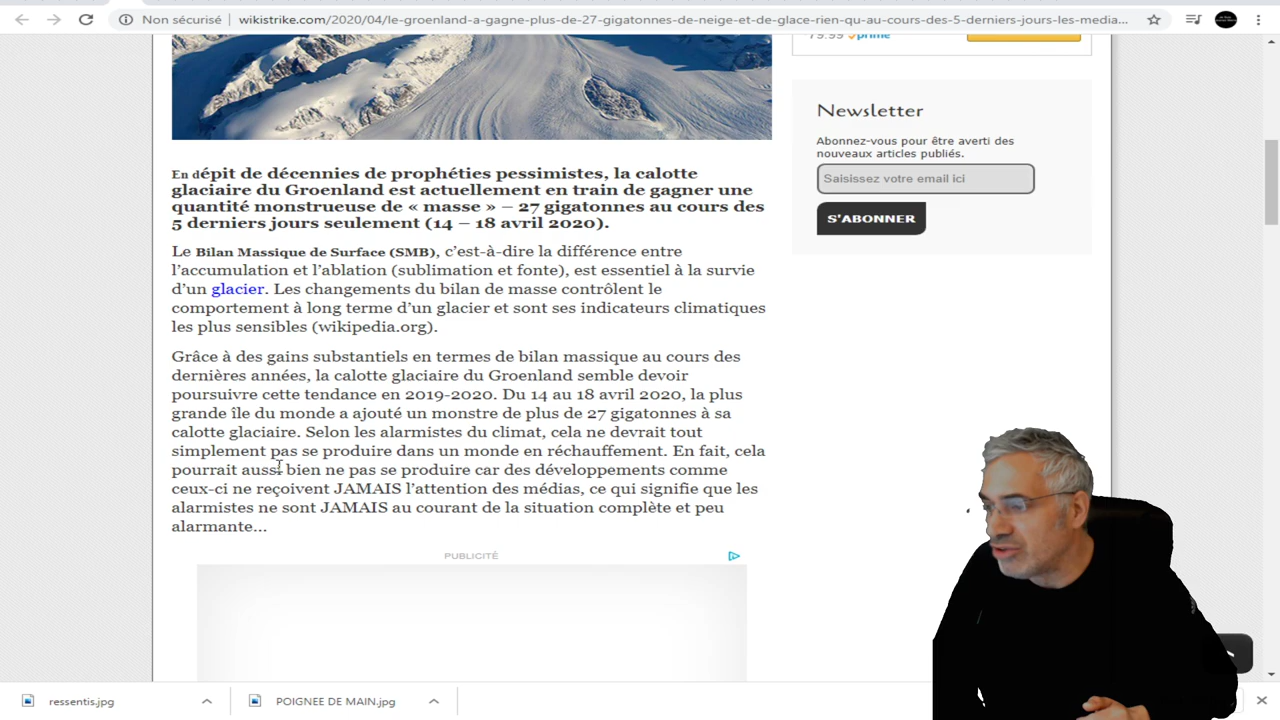 Non sécurisé
wikistrike.com/2020/04/le-groenland-a-gagne-plus-de-27-gigatonnes-de-neige-et-de-glace-rien-qu-au-cours-des-5-derniers-jours-les-media...
79.99 prime
En dépit de décennies de prophéties pessimistes, la calotte
glaciaire du Groenland est actuellement en train de gagner une
quantité monstrueuse de « masse » – 27 gigatonnes au cours des
5 derniers jours seulement (14 – 18 avril 2020).
Le Bilan Massique de Surface (SMB), c'est-à-dire la différence entre
l'accumulation et l'ablation (sublimation et fonte), est essentiel à la survie
d'un glacier. Les changements du bilan de masse contrôlent le
comportement à long terme d'un glacier et sont ses indicateurs climatiques
les plus sensibles (wikipedia.org).
Grâce à des gains substantiels en termes de bilan massique au cours des
dernières années, la calotte glaciaire du Groenland semble devoir
poursuivre cette tendance en 2019-2020. Du 14 au 18 avril 2020, la plus
grande île du monde a ajouté un monstre de plus de 27 gigatonnes à sa
calotte glaciaire. Selon les alarmistes du climat, cela ne devrait tout
simplement pas se produire dans un monde en réchauffement. En fait, cela
pourrait aussi bien ne pas se produire car des développements comme
ceux-ci ne reçoivent JAMAIS l'attention des médias, ce qui signifie que les
alarmistes ne sont JAMAIS au courant de la situation complète et peu
alarmante...
PUBLICITÉ
Newsletter
Abonnez-vous pour être averti des
nouveaux articles publiés.
Saisissez votre email ici
S'ABONNER
ressentis.jpg
POIGNEE DE MAIN.jpg